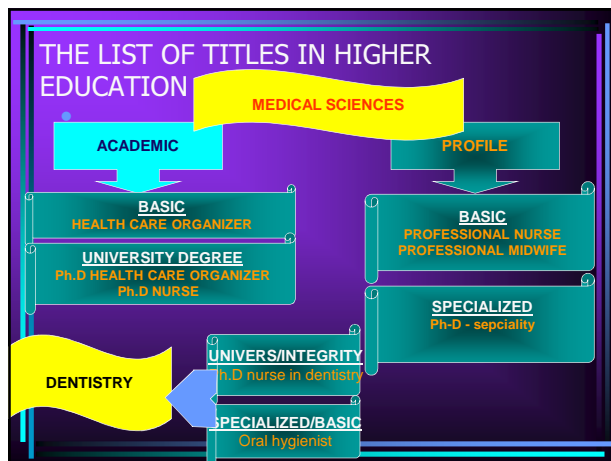 THE LIST OF TITLES IN HIGHER
EDUCATION
MEDICAL SCIENCES
ACADEMIC
BASIC
HEALTH CARE ORGANIZER
UNIVERSITY DEGREE
Ph.D HEALTH CARE ORGANIZER
Ph.D NURSE
PROFILE
BASIC
PROFESSIONAL NURSE
PROFESSIONAL MIDWIFE
SPECIALIZED
Ph-D - sepciality
DENTISTRY
UNIVERS/INTEGRITY
Ph.D nurse in dentistry
SPECIALIZED/BASIC
Oral hygienist